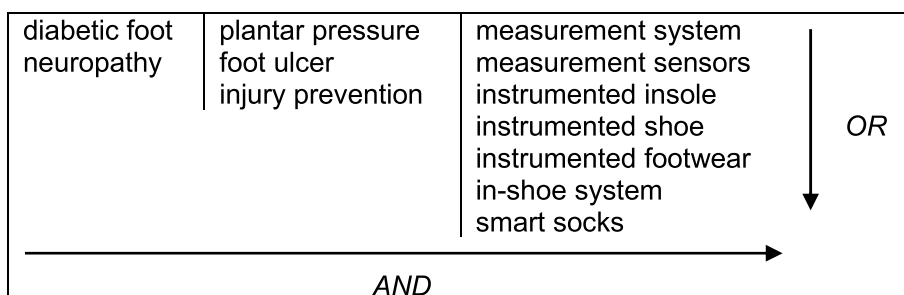 diabetic foot
neuropathy
plantar pressure
foot ulcer
injury prevention
measurement system
measurement sensors
instrumented insole
instrumented shoe
instrumented footwear
in-shoe system
smart socks
OR
AND